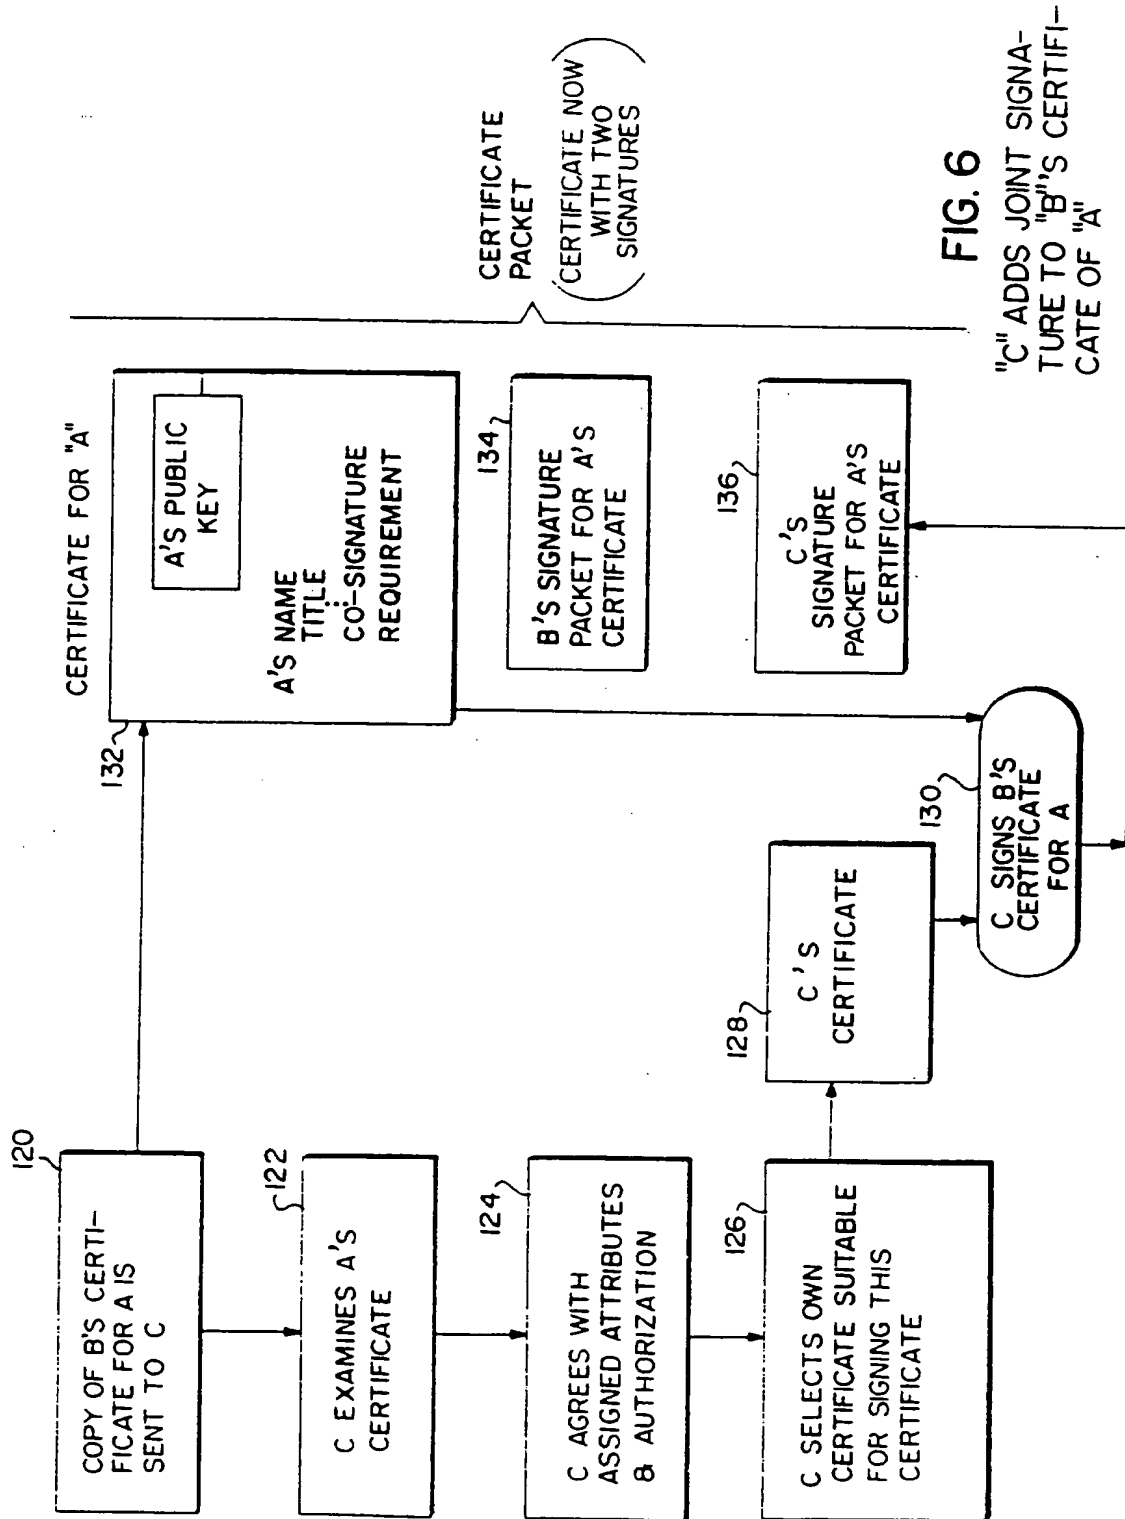 120
COPY OF B'S CERTI-
FICATE FOR A IS
SENT TO C
122
C EXAMINES A'S
CERTIFICATE
124
C AGREES WITH
ASSIGNED ATTRIBUTES
& AUTHORIZATION
126
C SELECTS OWN
CERTIFICATE SUITABLE
FOR SIGNING THIS
CERTIFICATE
128
C'S
CERTIFICATE
130
C SIGNS B'S
CERTIFICATE
FOR A
CERTIFICATE FOR "A"
132
A'S PUBLIC
KEY
A'S NAME
TITLE
CO-SIGNATURE
REQUIREMENT
134
B'S SIGNATURE
PACKET FOR A'S
CERTIFICATE
136
C'S
SIGNATURE
PACKET FOR A'S
CERTIFICATE
CERTIFICATE
PACKET
(CERTIFICATE NOW
WITH TWO
SIGNATURES)
FIG. 6
"C" ADDS JOINT SIGNA-
TURE TO "B"'S CERTIFI-
CATE OF "A"